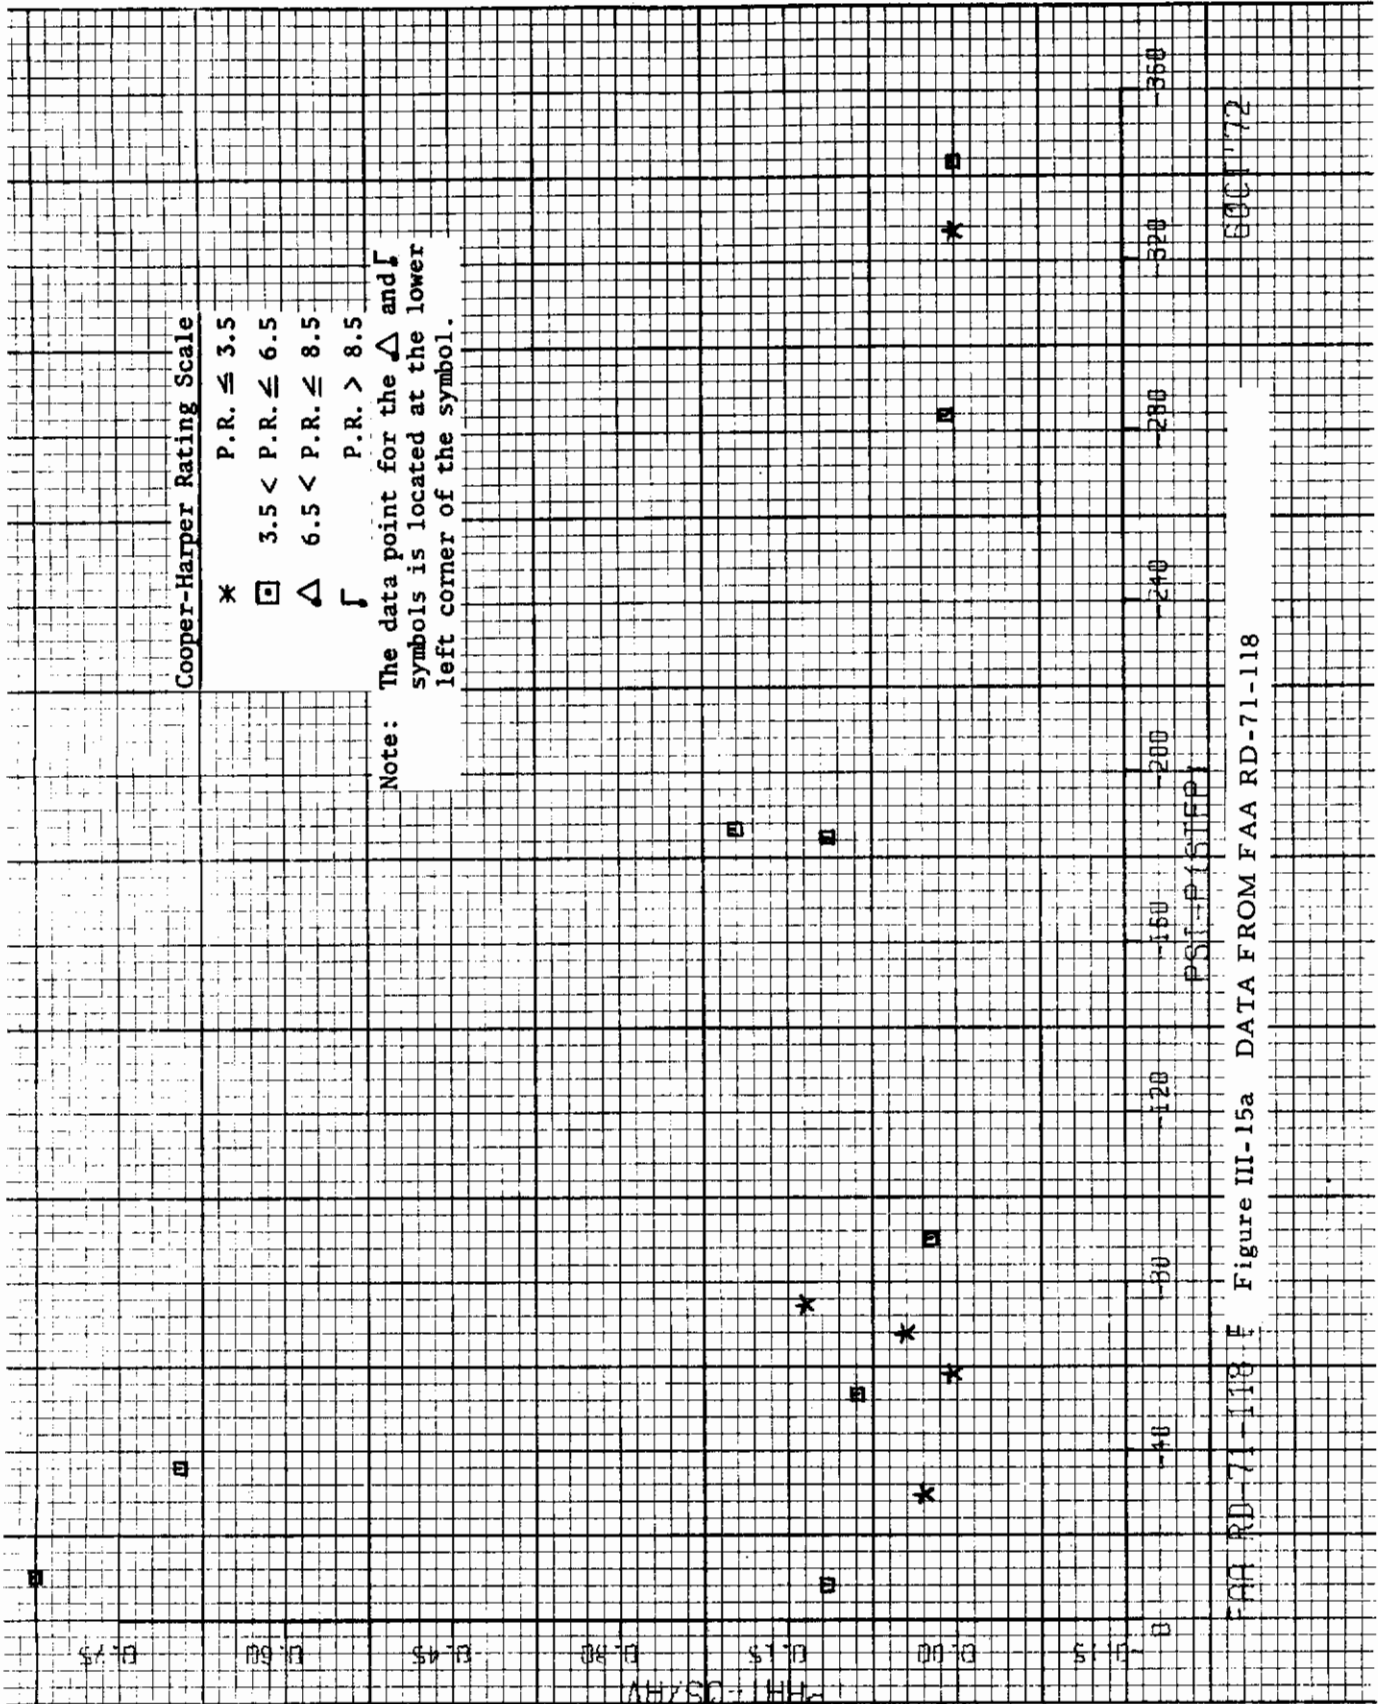 Cooper-Harper Rating Scale
* P.R. ≤ 3.5
⊡ 3.5 < P.R. ≤ 6.5
△ 6.5 < P.R. ≤ 8.5
Γ P.R. > 8.5
Note: The data point for the △ and Γ
symbols is located at the lower
left corner of the symbol.
0.75
0.60
0.45
0.30
0.15
0.00
-0.15
0
-40
-80
-120
-160
-200
-240
-280
-320
-360
FAA RD-71-118
6OCT'72
Figure III-15a DATA FROM FAA RD-71-118